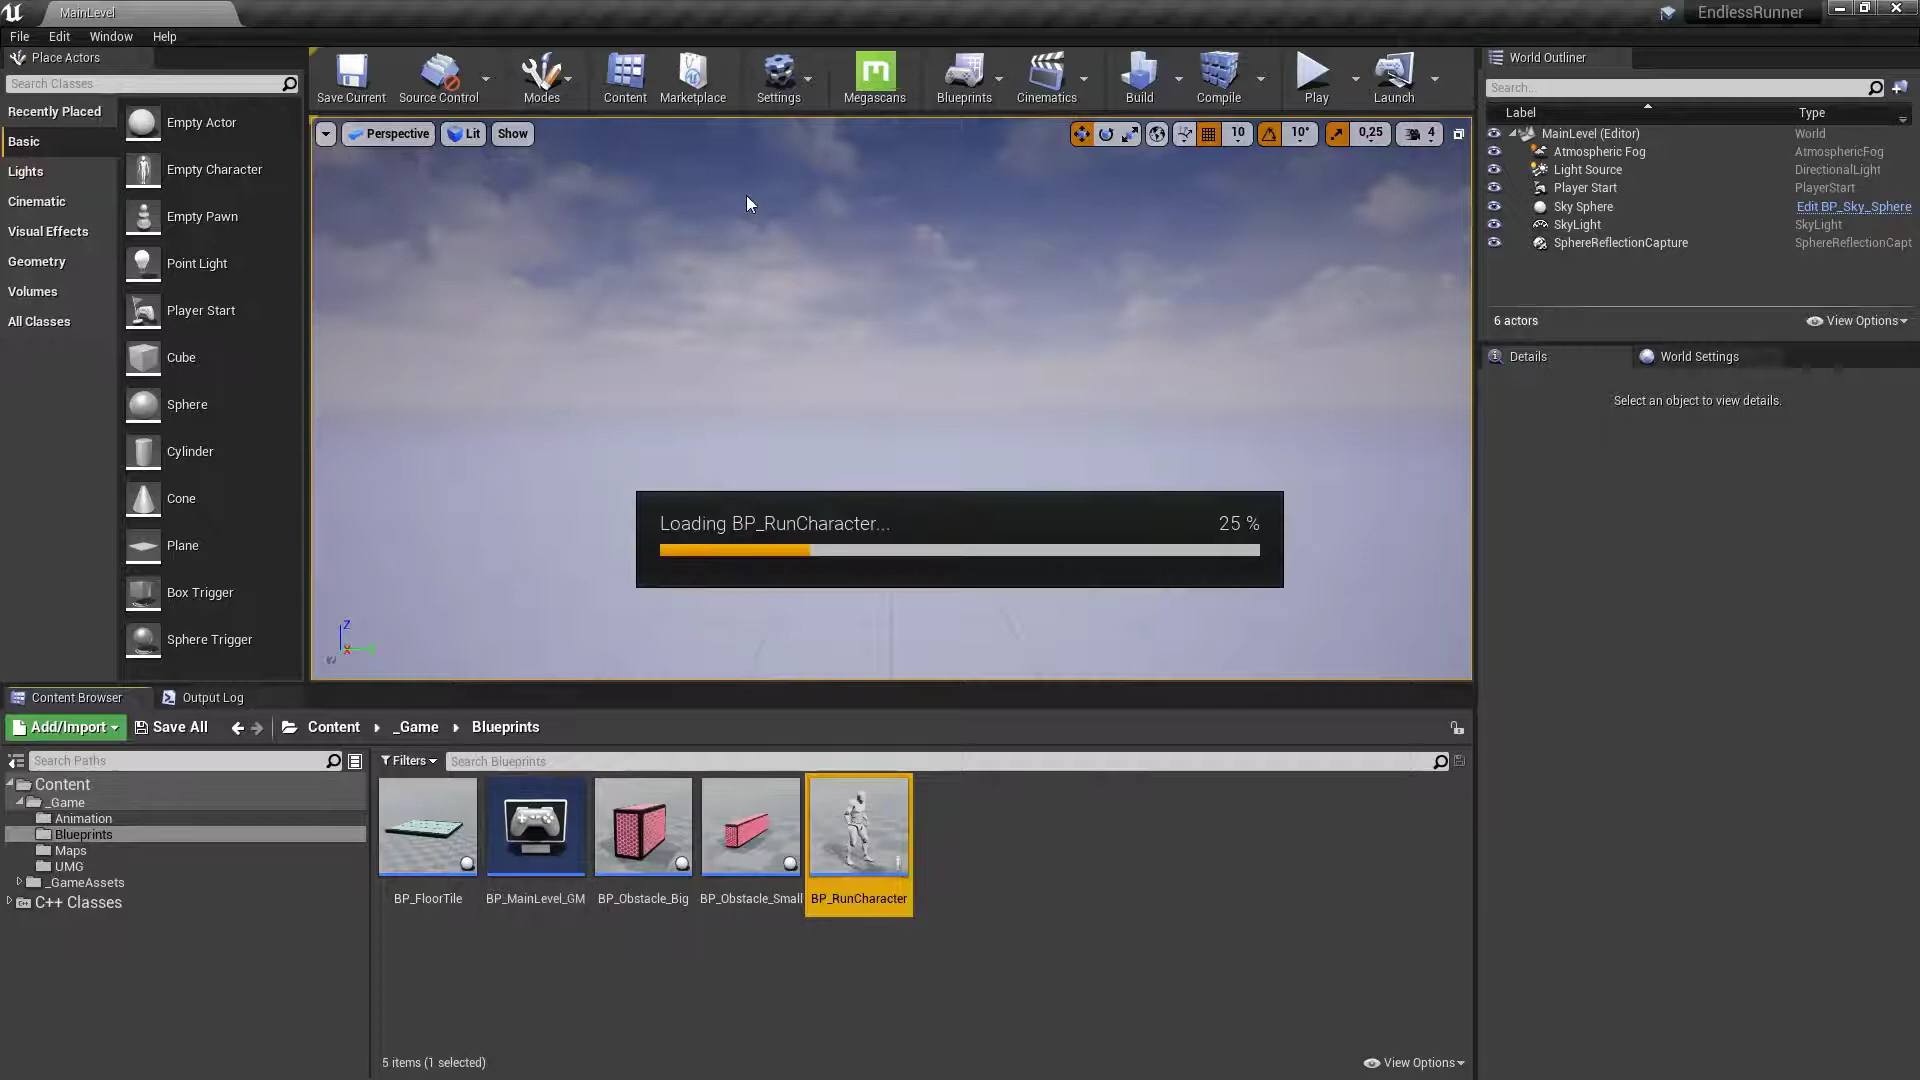 MainLevel
EndlessRunner
File Edit Window Help
Place Actors
Search Classes
Recently Placed
Basic
Lights
Cinematic
Visual Effects
Geometry
Volumes
All Classes
Empty Actor
Empty Character
Empty Pawn
Point Light
Player Start
Cube
Sphere
Cylinder
Cone
Plane
Box Trigger
Sphere Trigger
Save Current
Source Control
Modes
Content
Marketplace
Settings
Megascans
Blueprints
Cinematics
Build
Compile
Play
Launch
Perspective
Lit
Show
10
10°
0,25
4
Loading BP_RunCharacter... 25 %
Z
World Outliner
Search...
Label Type
MainLevel (Editor) World
Atmospheric Fog AtmosphericFog
Light Source DirectionalLight
Player Start PlayerStart
Sky Sphere Edit BP_Sky_Sphere
SkyLight SkyLight
SphereReflectionCapture SphereReflectionCapt
6 actors
View Options
Details
World Settings
Select an object to view details.
Content Browser
Output Log
Add/Import
Save All
Content
_Game
Blueprints
Search Paths
Content
_Game
Animation
Blueprints
Maps
UMG
_GameAssets
C++ Classes
Filters
Search Blueprints
BP_FloorTile
BP_MainLevel_GM
BP_Obstacle_Big
BP_Obstacle_Small
BP_RunCharacter
5 items (1 selected)
View Options